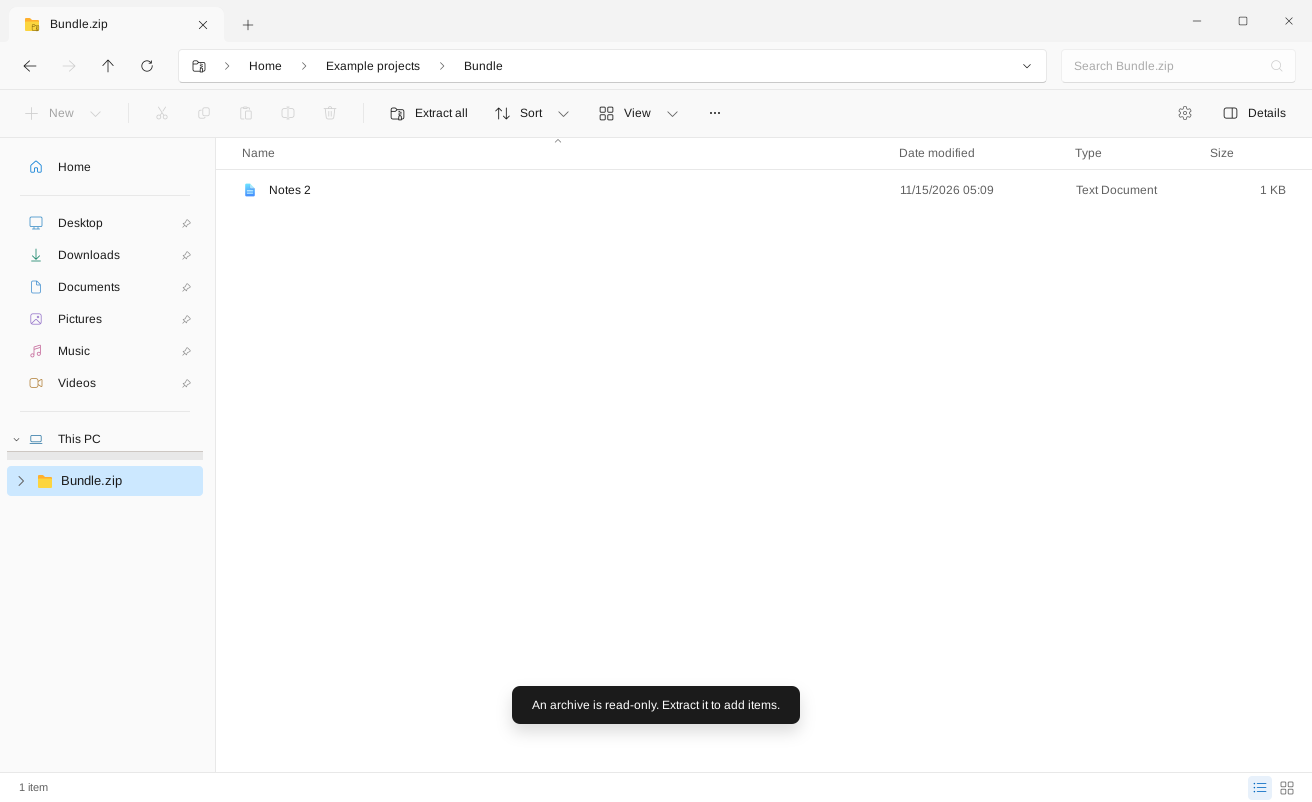 Bundle.zip
Home
Example projects
Bundle
Search Bundle.zip
New
Extract all
Sort
View
Details
Home
Desktop
Downloads
Documents
Pictures
Music
Videos
This PC
Bundle.zip
Name
Date modified
Type
Size
Notes 2
11/15/2026 05:09
Text Document
1 KB
An archive is read-only. Extract it to add items.
1 item